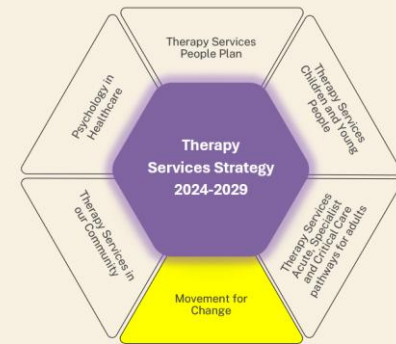 Therapy Services
People Plan
Psychology in
Healthcare
Therapy Services
Children and Young
People
Therapy
Services Strategy
2024-2029
Therapy Services in
our Community
Therapy Services
Acute, Specialist
and Critical Care
pathways for adults
Movement for
Change